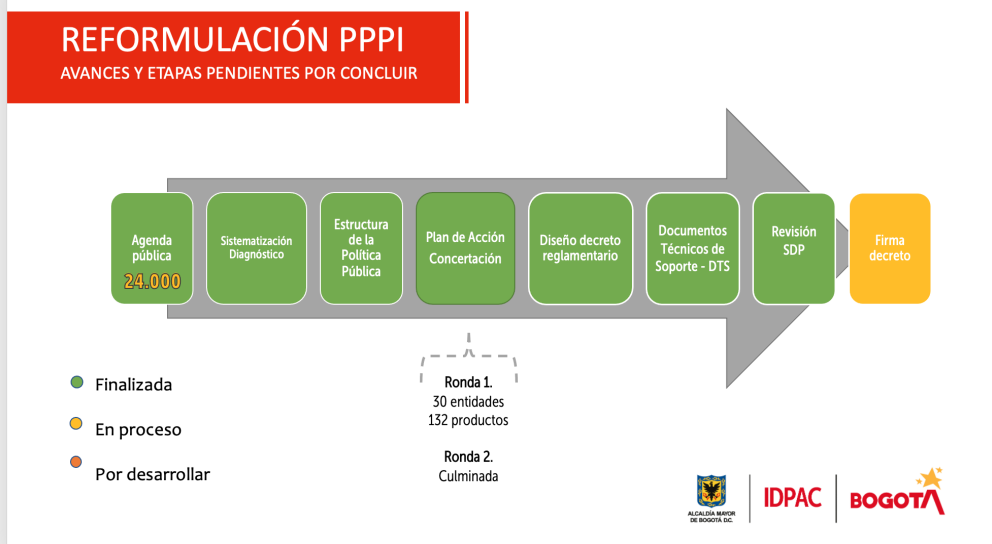 REFORMULACIÓN PPPI
AVANCES Y ETAPAS PENDIENTES POR CONCLUIR
Agenda
pública
24.000
Sistematización
Diagnóstico
Estructura
de la
Política
Pública
Plan de Acción
Concertación
Diseño decreto
reglamentario
Documentos
Técnicos de
Soporte - DTS
Revisión
SDP
Firma
decreto
Ronda 1.
30 entidades
132 productos
Ronda 2.
Culminada
Finalizada
En proceso
Por desarrollar
ALCALDÍA MAYOR
DE BOGOTÁ D.C.
IDPAC
BOGOTÁ